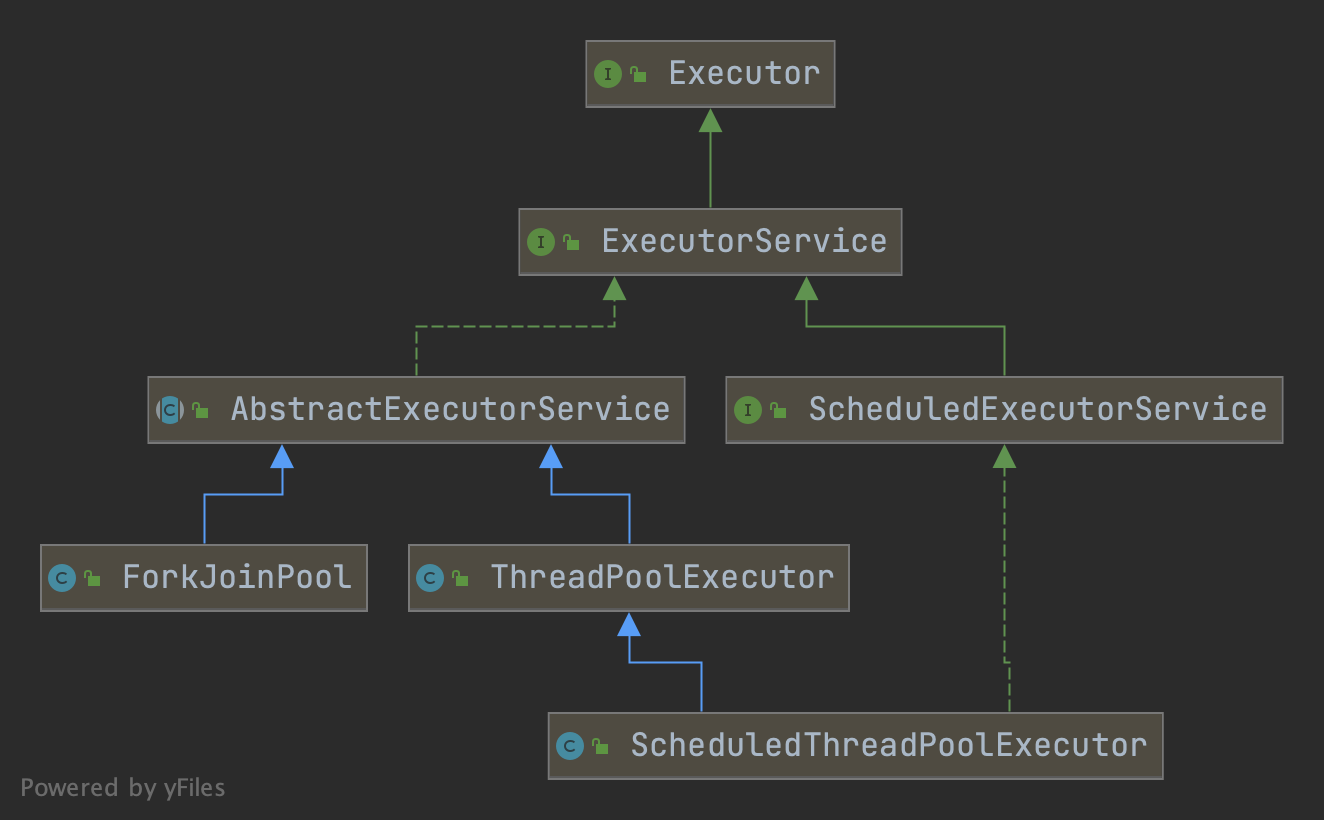 Executor
ExecutorService
AbstractExecutorService
ScheduledExecutorService
ForkJoinPool
ThreadPoolExecutor
ScheduledThreadPoolExecutor
Powered by yFiles